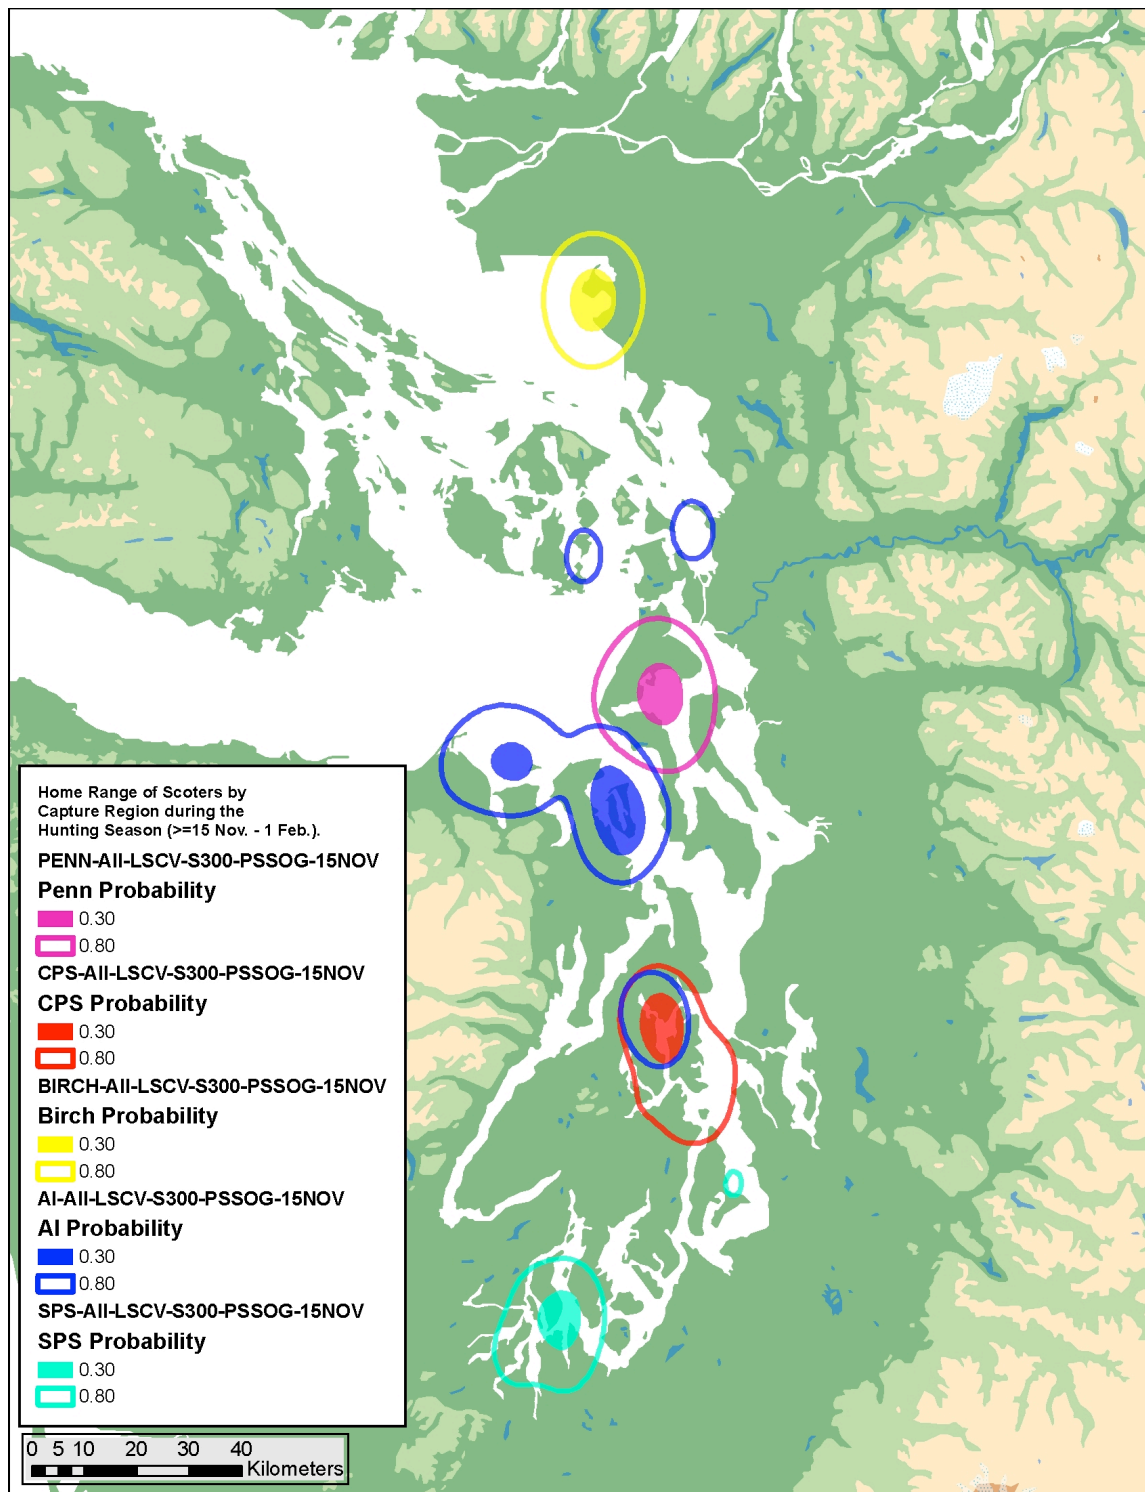 Home Range of Scoters by
Capture Region during the
Hunting Season (>=15 Nov. - 1 Feb.).
PENN-All-LSCV-S300-PSSOG-15NOV
Penn Probability
0.30
0.80
CPS-All-LSCV-S300-PSSOG-15NOV
CPS Probability
0.30
0.80
BIRCH-All-LSCV-S300-PSSOG-15NOV
Birch Probability
0.30
0.80
AI-All-LSCV-S300-PSSOG-15NOV
AI Probability
0.30
0.80
SPS-All-LSCV-S300-PSSOG-15NOV
SPS Probability
0.30
0.80
0 5 10 20 30 40
Kilometers